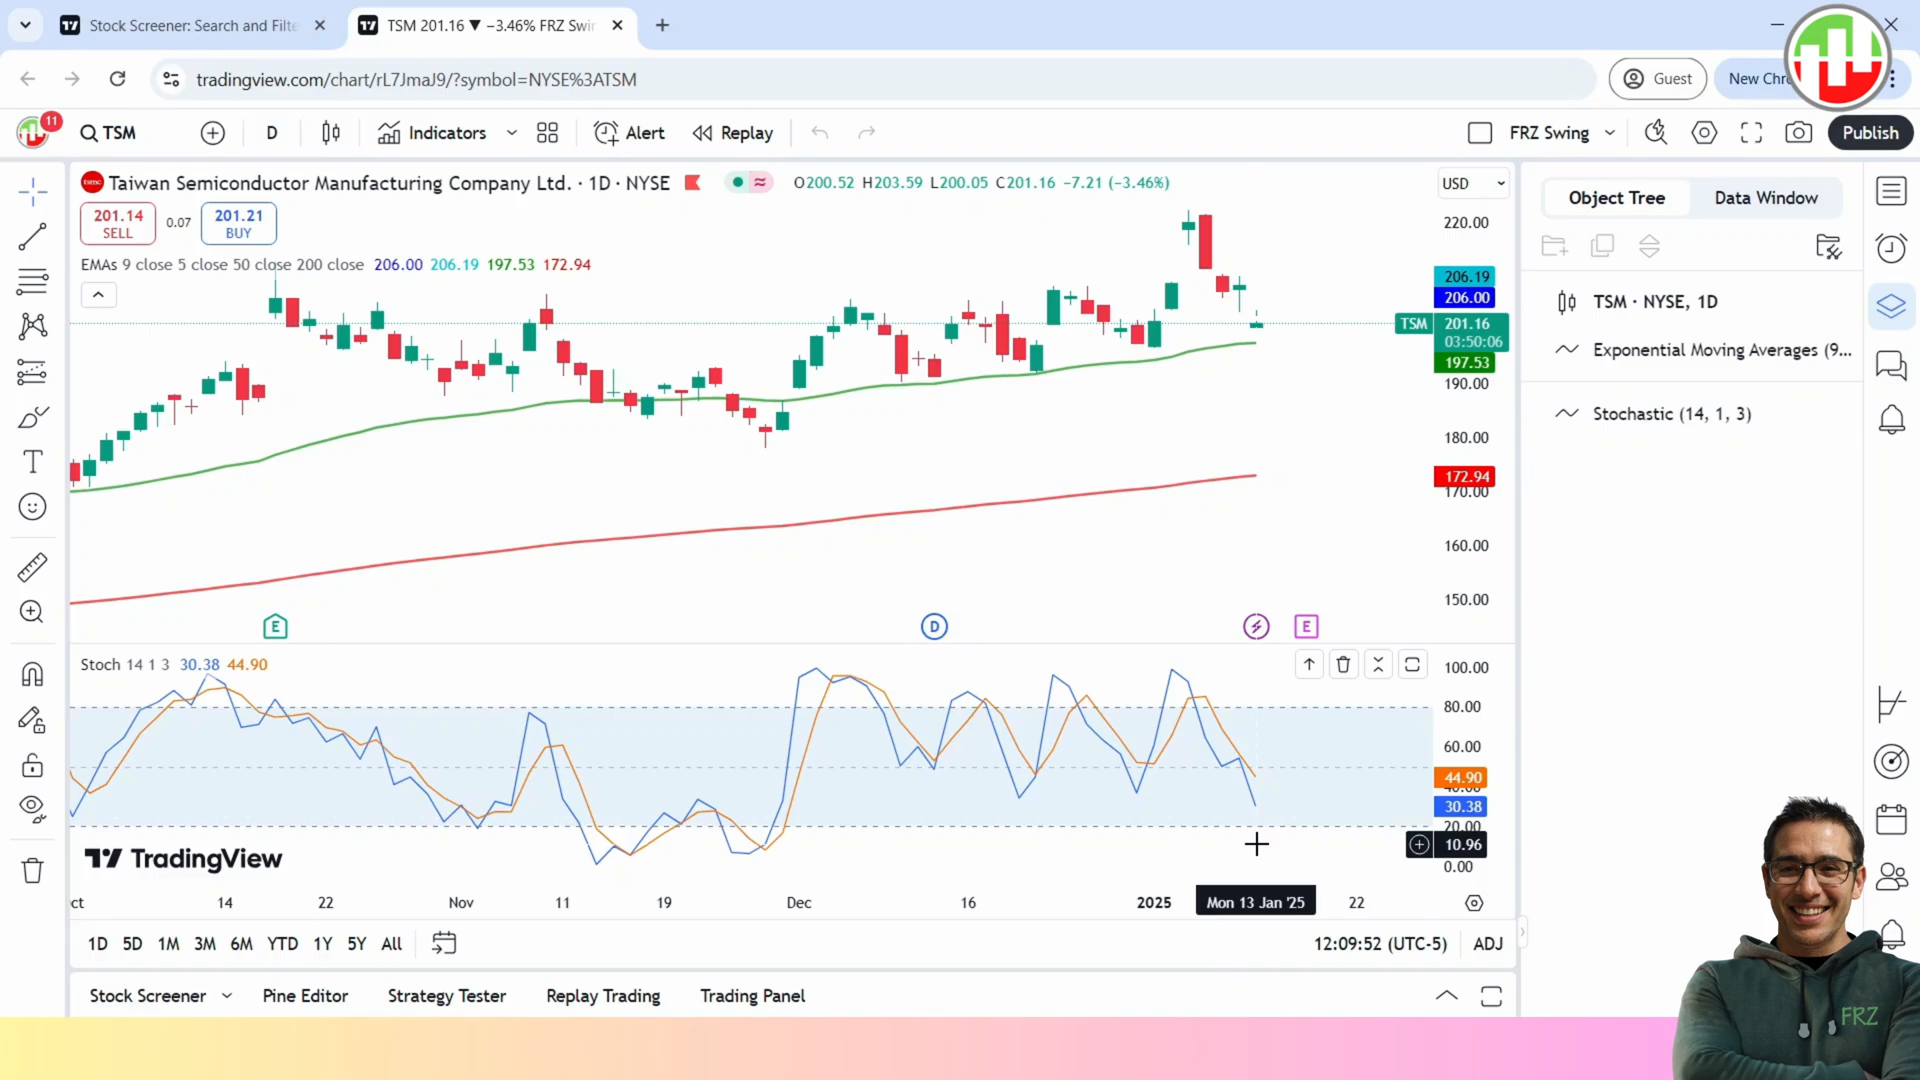 Stock Screener: Search and Filte
TSM 201.16 ▼ −3.46% FRZ Swin
tradingview.com/chart/rL7JmaJ9/?symbol=NYSE%3ATSM
Guest
New Chr
11
TSM
D
Indicators
Alert
Replay
FRZ Swing
Publish
Taiwan Semiconductor Manufacturing Company Ltd. · 1D · NYSE
O200.52 H203.59 L200.05 C201.16 −7.21 (−3.46%)
USD
201.14
SELL
0.07
201.21
BUY
EMAs 9 close 5 close 50 close 200 close 206.00 206.19 197.53 172.94
220.00
206.19
206.00
TSM 201.16
03:50:06
197.53
190.00
180.00
172.94
170.00
160.00
150.00
E
D
E
Stoch 14 1 3 30.38 44.90
100.00
80.00
60.00
44.90
40.00
30.38
20.00
10.96
0.00
TradingView
14
22
Nov
11
19
Dec
16
2025
Mon 13 Jan '25
22
1D 5D 1M 3M 6M YTD 1Y 5Y All
12:09:52 (UTC-5)
ADJ
Stock Screener
Pine Editor
Strategy Tester
Replay Trading
Trading Panel
Object Tree
Data Window
TSM · NYSE, 1D
Exponential Moving Averages (9...
Stochastic (14, 1, 3)
FRZ